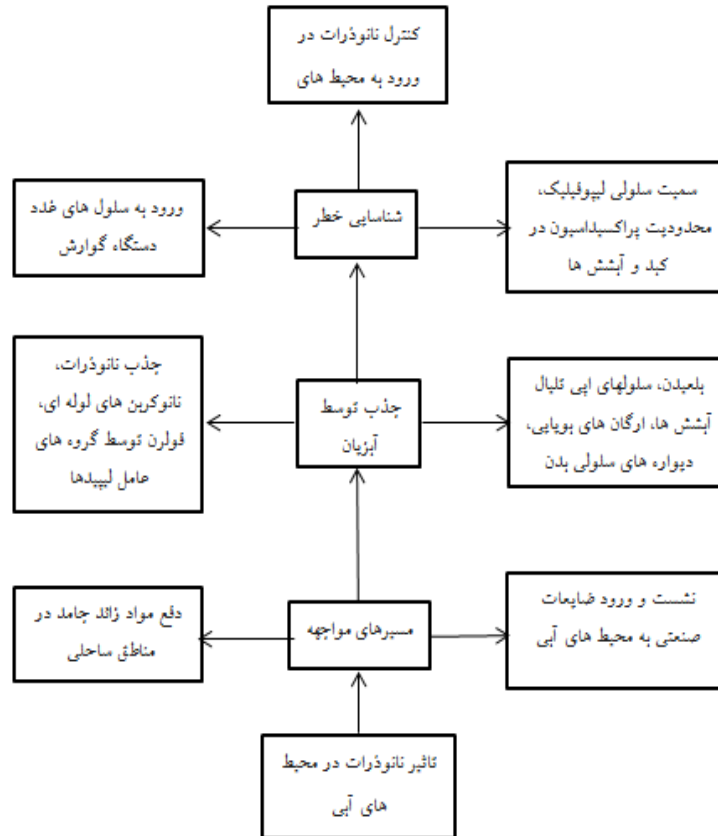 کنترل نانوذرات در
ورود به محیط های
سمیت سلولی لیپوفیلیک،
محدودیت پراکسیداسیون در
کبد و آبشش ها
شناسایی خطر
ورود به سلول های غدد
دستگاه گوارش
بلعیدن، سلولهای اپی تلیال
آبشش ها، ارگان های بویایی،
دیواره های سلولی بدن
جذب توسط
آبزیان
جذب نانوذرات،
نانوکربن های لوله ای،
فولرن توسط گروه های
عامل لیپیدها
نشست و ورود ضایعات
صنعتی به محیط های آبی
مسیرهای مواجهه
دفع مواد زائد جامد در
مناطق ساحلی
تاثیر نانوذرات در محیط
های آبی